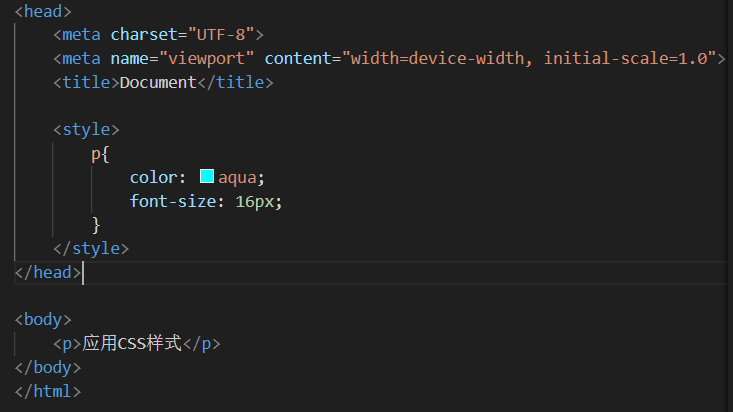 <head>
<meta charset="UTF-8">
<meta name="viewport" content="width=device-width, initial-scale=1.0">
<title>Document</title>
<style>
p{
color: aqua;
font-size: 16px;
}
</style>
</head>
<body>
<p>应用CSS样式</p>
</body>
</html>